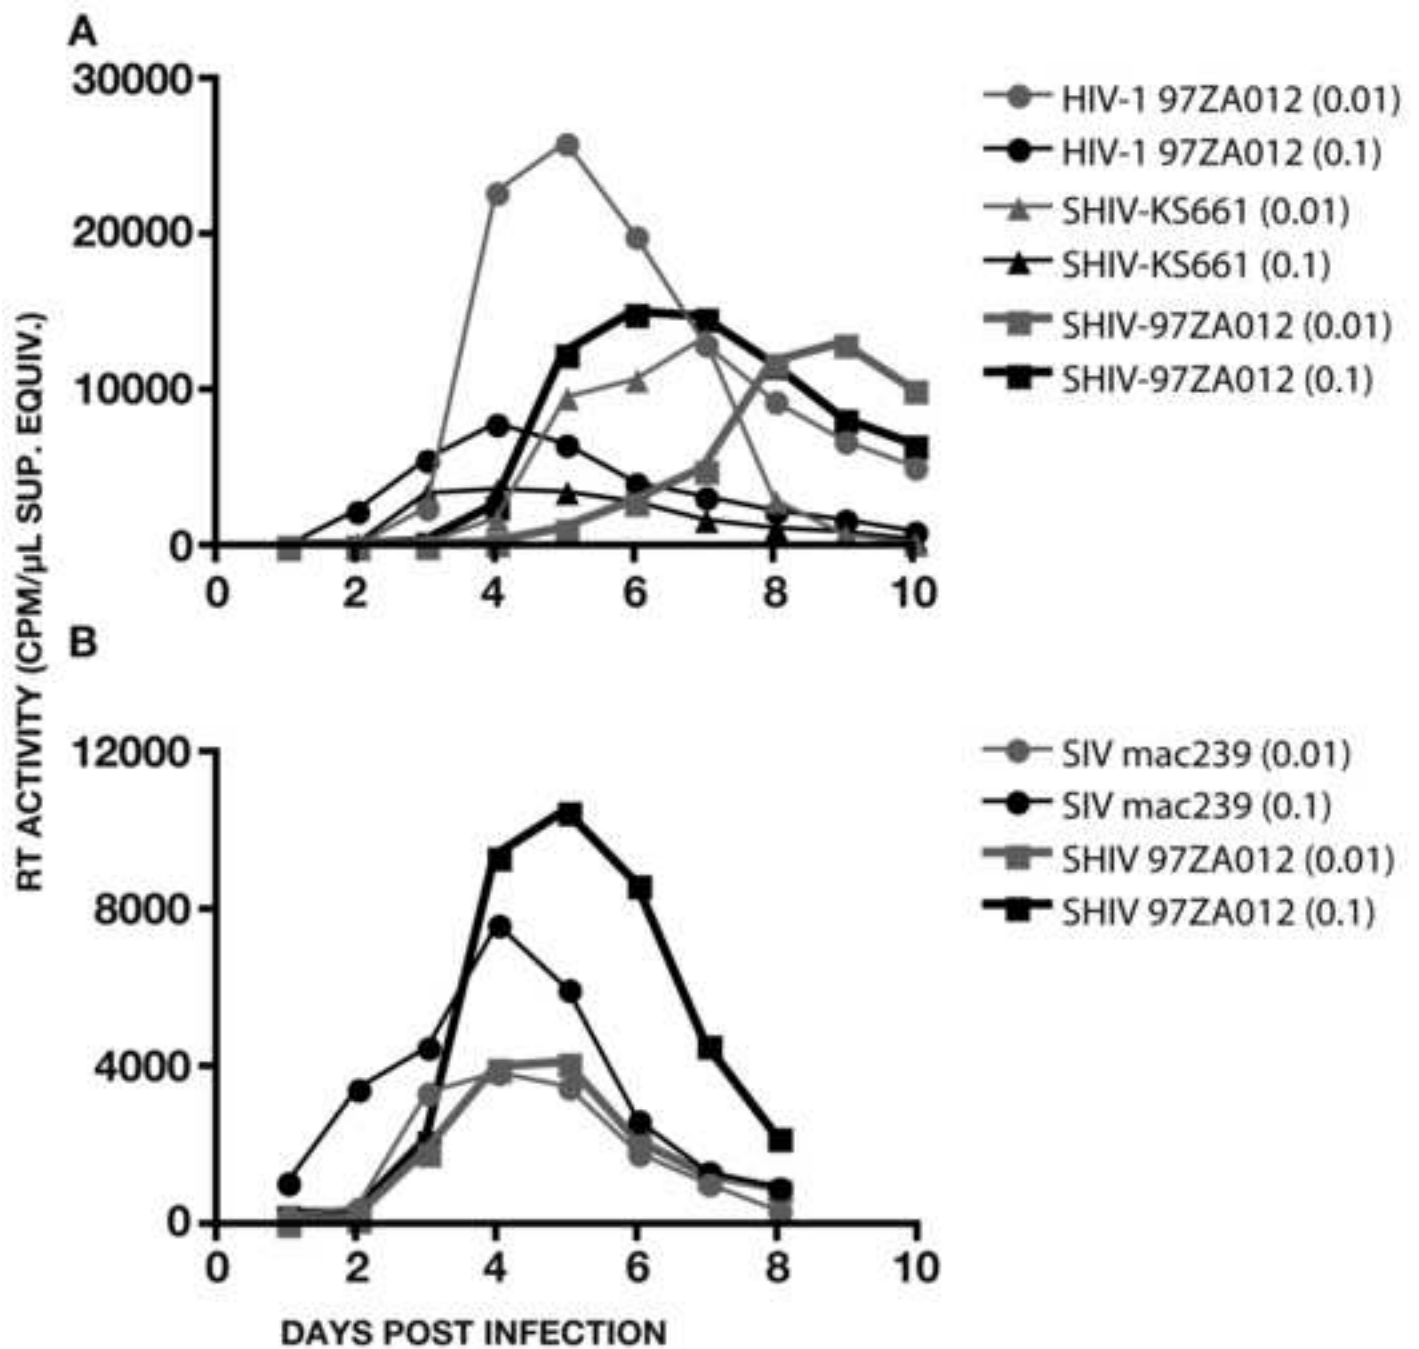 A
30000
20000
10000
0
0 2 4 6 8 10
HIV-1 97ZA012 (0.01)
HIV-1 97ZA012 (0.1)
SHIV-KS661 (0.01)
SHIV-KS661 (0.1)
SHIV-97ZA012 (0.01)
SHIV-97ZA012 (0.1)
RT ACTIVITY (CPM/μL SUP. EQUIV.)
B
12000
8000
4000
0
0 2 4 6 8 10
SIV mac239 (0.01)
SIV mac239 (0.1)
SHIV 97ZA012 (0.01)
SHIV 97ZA012 (0.1)
DAYS POST INFECTION